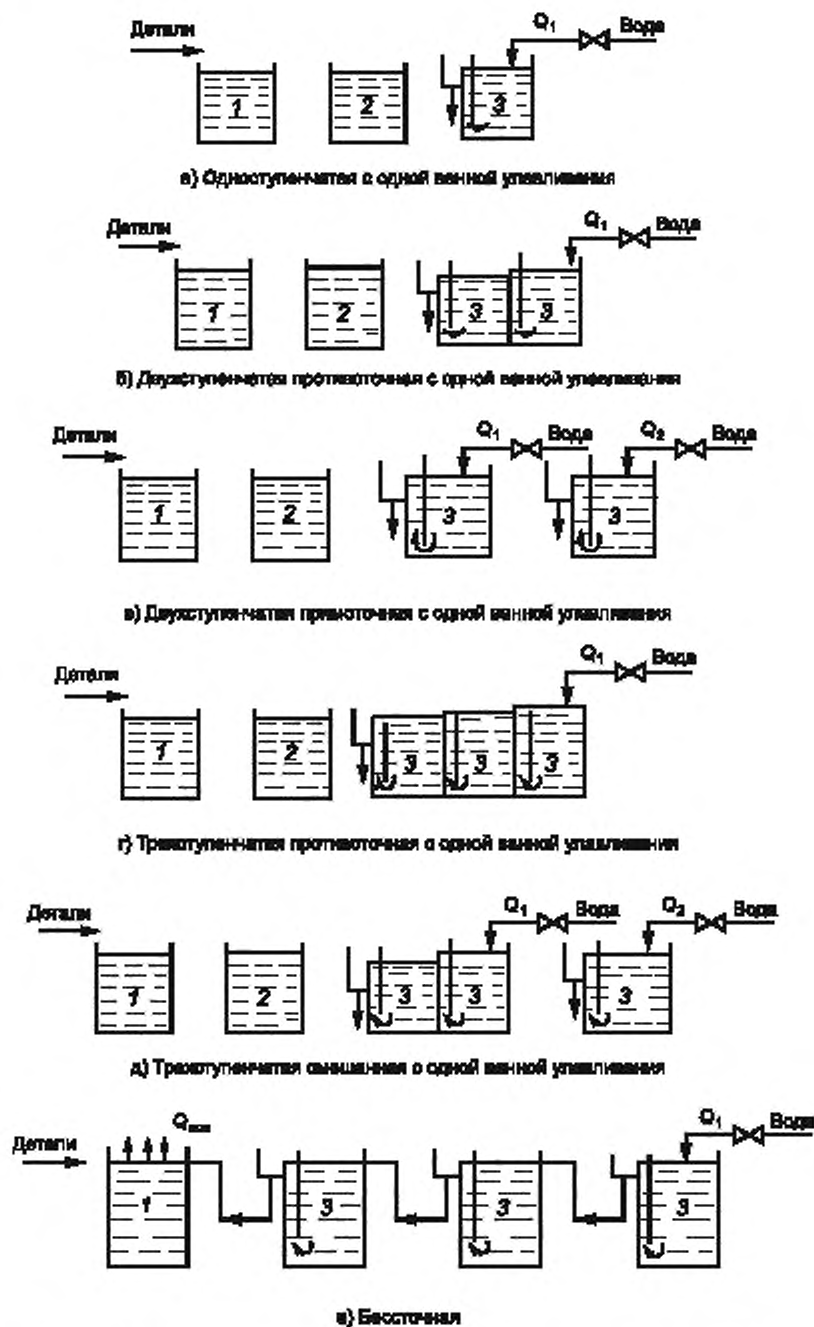 Детали
Q1 Вода
1 2 3
а) Одноступенчатая с одной ванной улавливания
Детали
Q1 Вода
1 2 3 3
б) Двухступенчатая противоточная с одной ванной улавливания
Детали
Q1 Вода Q2 Вода
1 2 3 3
в) Двухступенчатая прямоточная с одной ванной улавливания
Детали
Q1 Вода
1 2 3 3 3
г) Трехступенчатая противоточная с одной ванной улавливания
Детали
Q1 Вода Q2 Вода
1 2 3 3 3
д) Трехступенчатая смешанная с одной ванной улавливания
Детали
Q
Q1 Вода
1 3 3 3
е) Бессточная